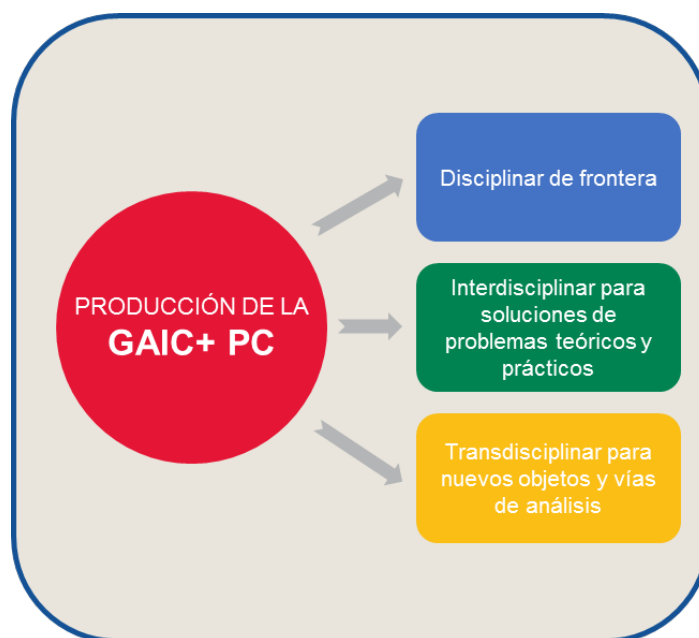 PRODUCCIÓN DE LA
GAIC+ PC
Disciplinar de frontera
Interdisciplinar para
soluciones de
problemas teóricos y
prácticos
Transdisciplinar para
nuevos objetos y vías
de análisis